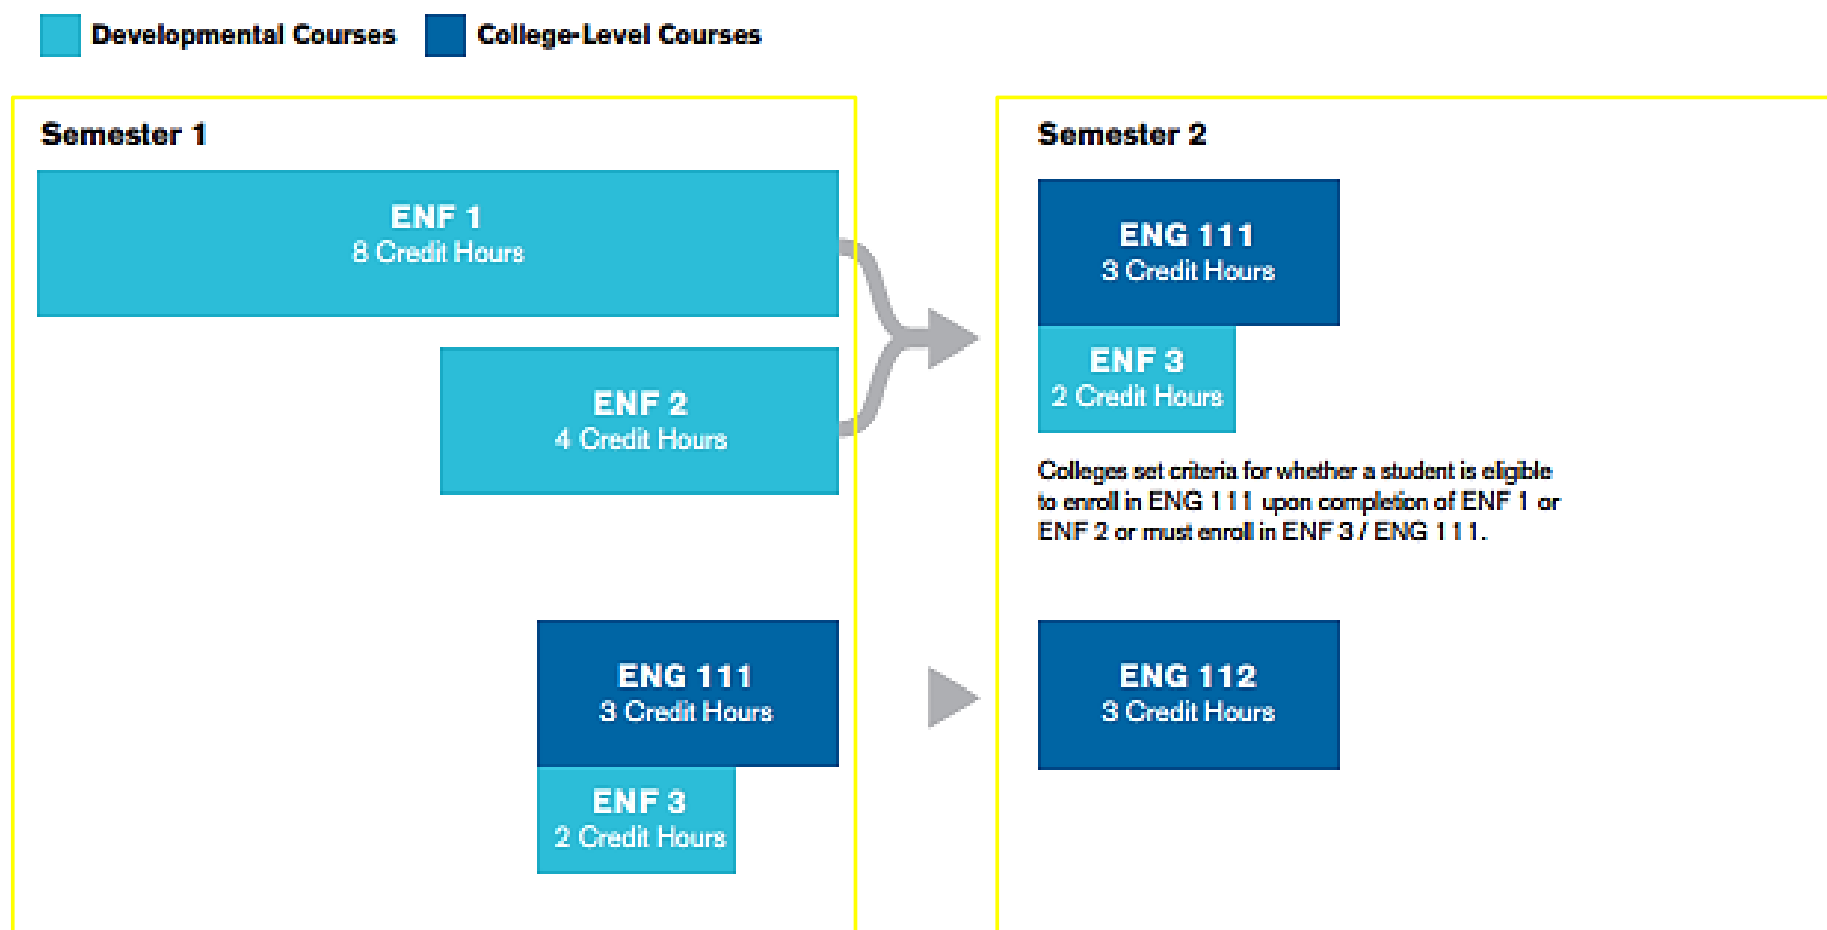 Developmental Courses
College-Level Courses
Semester 1
ENF 1
8 Credit Hours
ENF 2
4 Credit Hours
ENG 111
3 Credit Hours
ENF 3
2 Credit Hours
Semester 2
ENG 111
3 Credit Hours
ENF 3
2 Credit Hours
Colleges set criteria for whether a student is eligible
to enroll in ENG 111 upon completion of ENF 1 or
ENF 2 or must enroll in ENF 3 / ENG 111.
ENG 112
3 Credit Hours